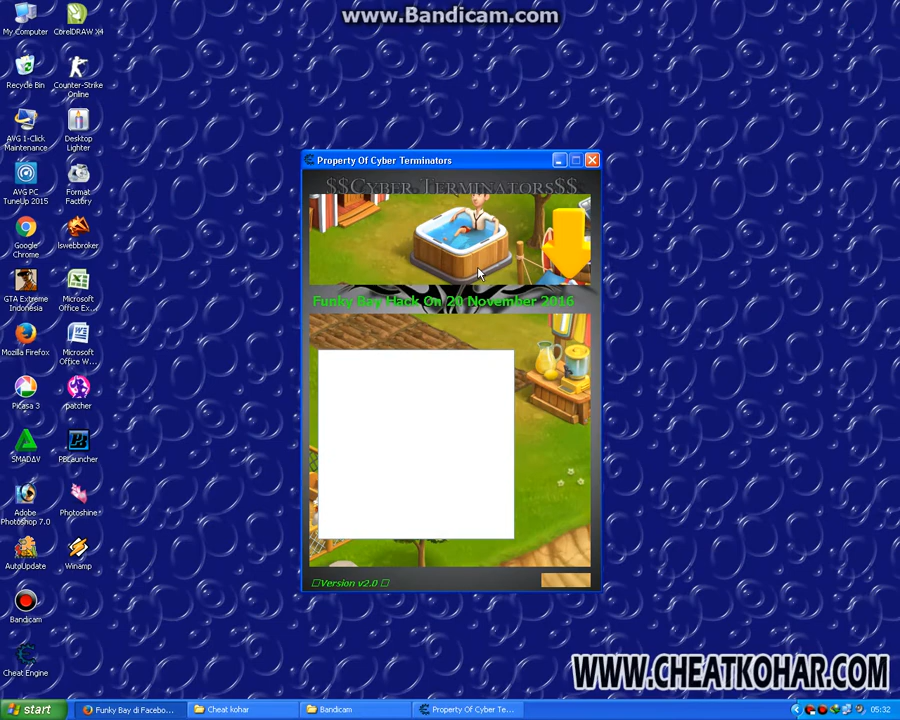 www.Bandicam.com
My Computer
CorelDRAW X4
Recycle Bin
Counter-Strike Online
AVG 1-Click Maintenance
Desktop Lighter
AVG PC TuneUp 2015
Format Factory
Google Chrome
lswebbroker
GTA Extreme Indonesia
Microsoft Office Ex...
Mozilla Firefox
Microsoft Office W...
Picasa 3
patcher
SMADAV
PBLauncher
Adobe Photoshop 7.0
Photoshine
AutoUpdate
Winamp
Bandicam
Cheat Engine
Property Of Cyber Terminators
$$Cyber Terminators$$
Funky Bay Hack On 20 November 2016
Version v2.0
WWW.CHEATKOHAR.COM
start
Funky Bay di Facebo...
Cheat kohar
Bandicam
Property Of Cyber Te...
05:32